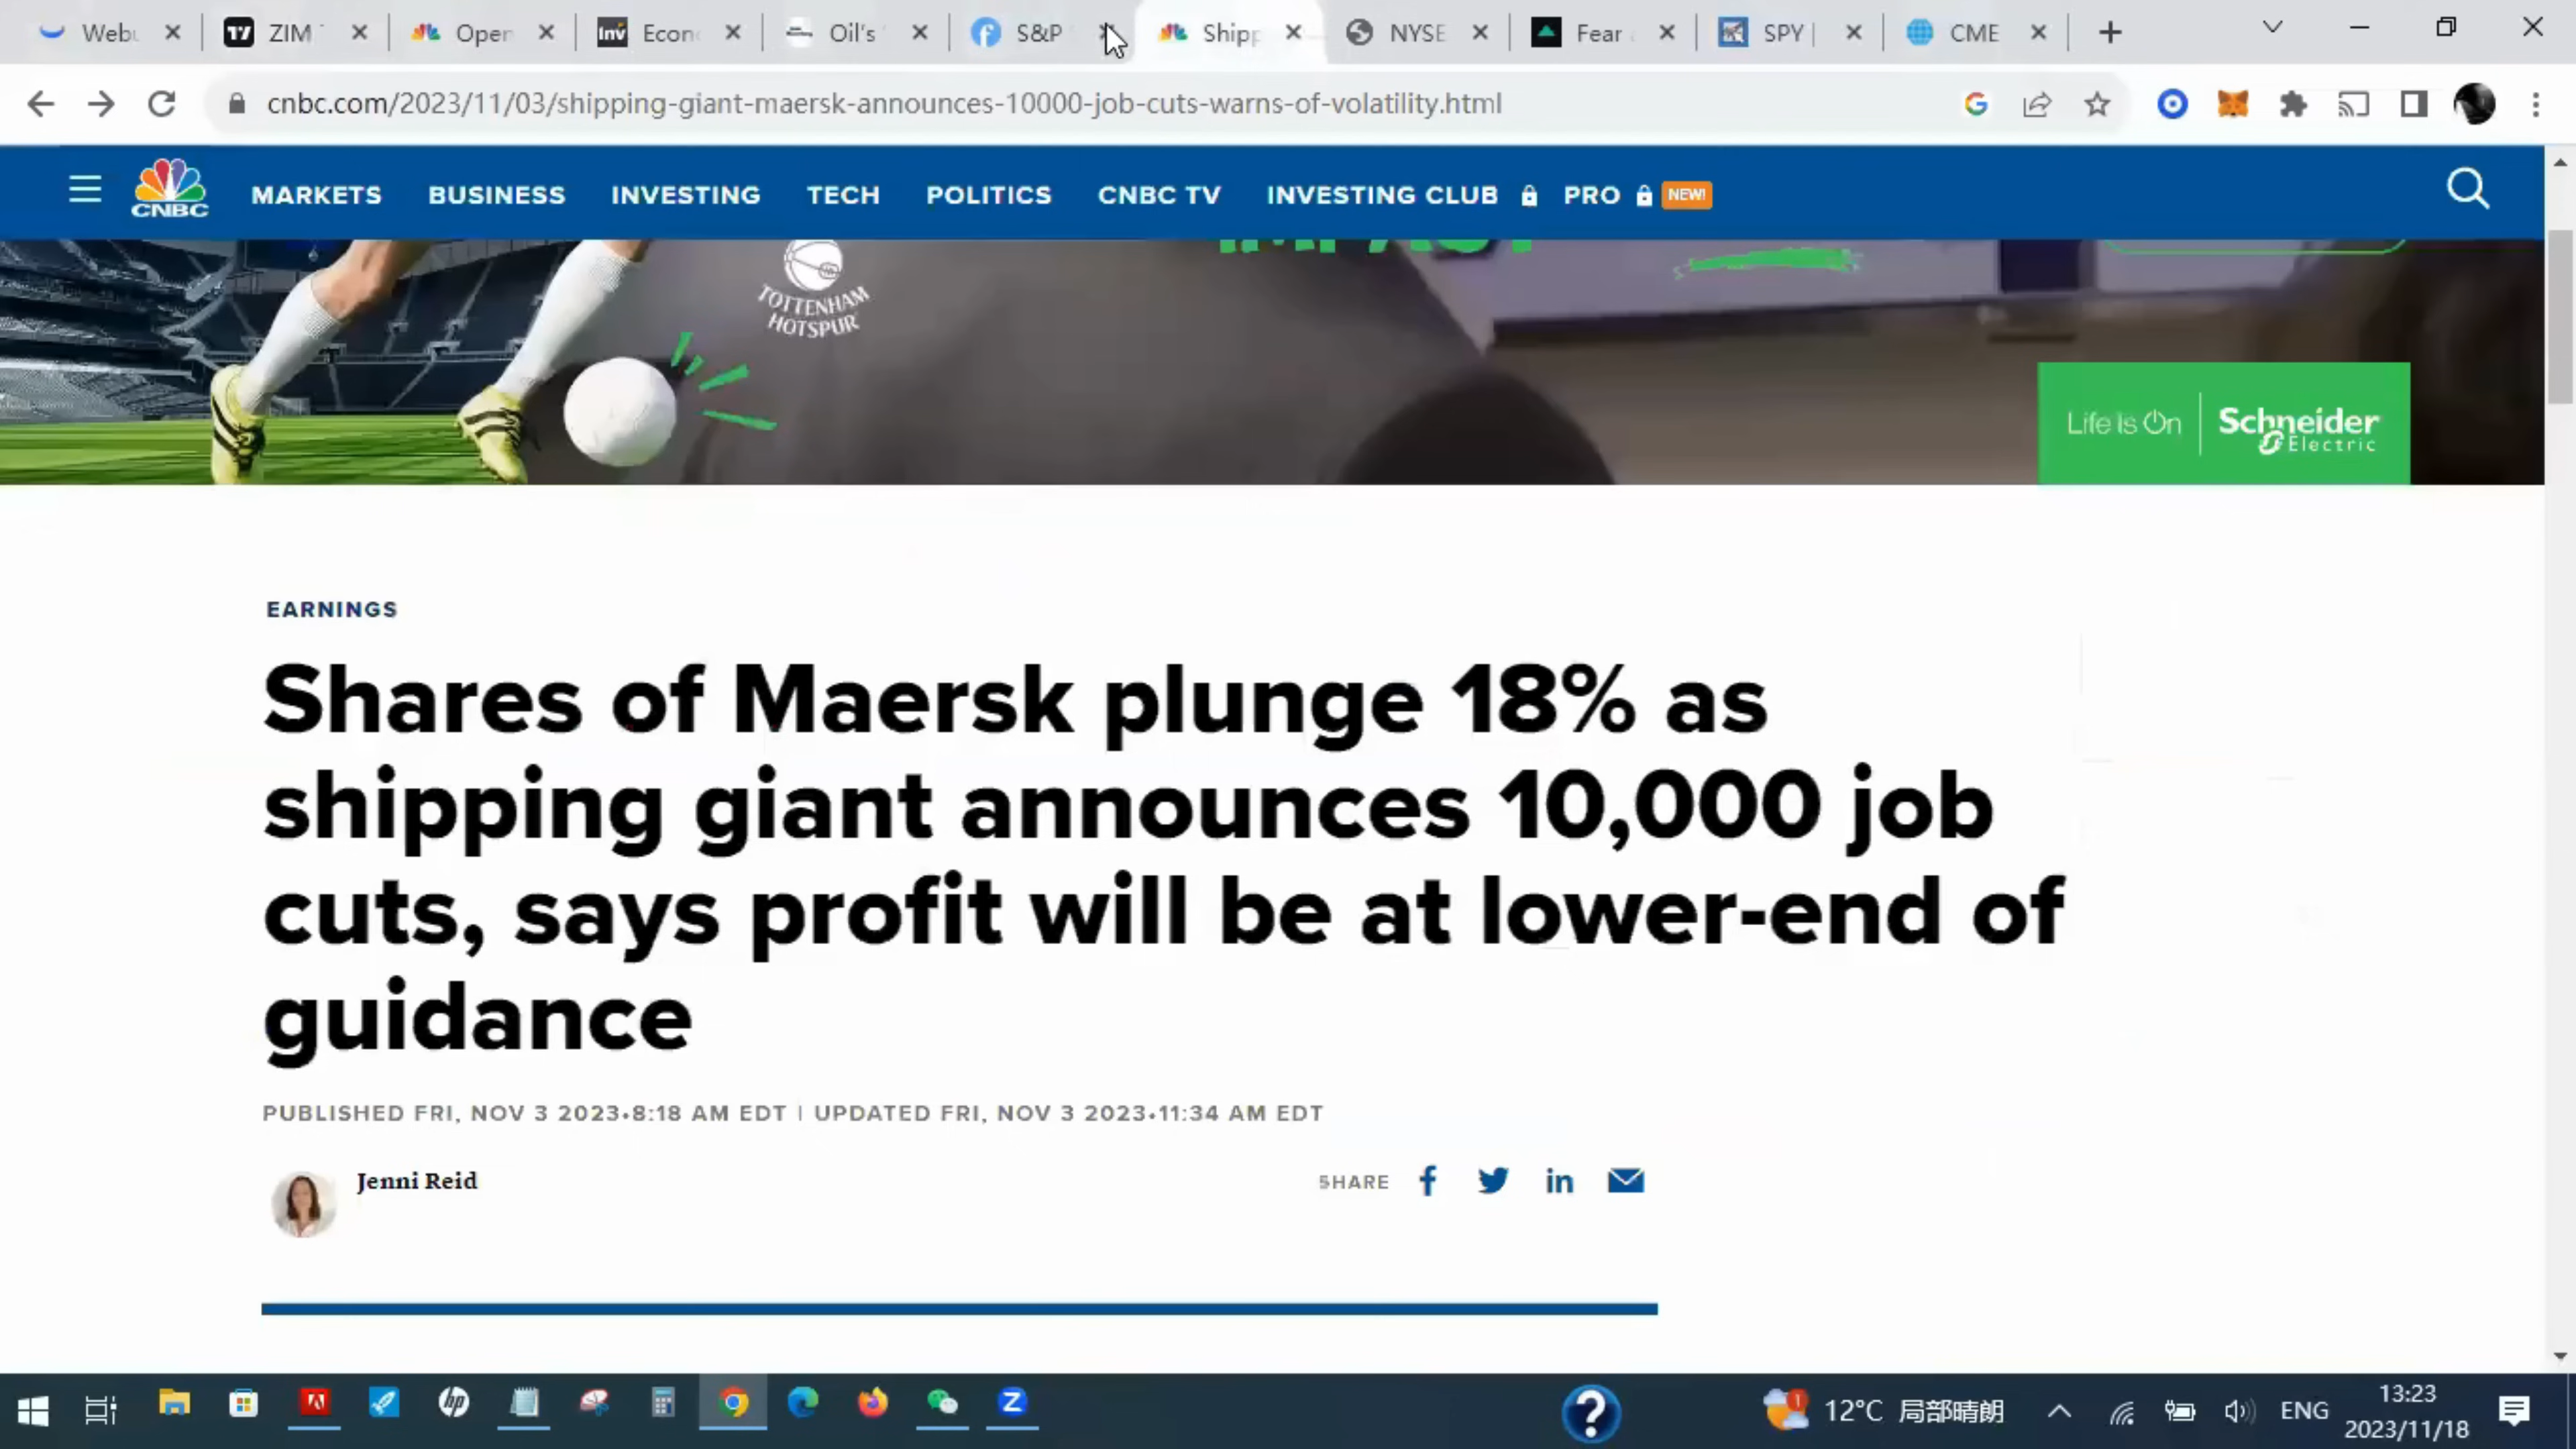 Webu
ZIM
Open
Econ
Oil's
S&P
Shipp
NYSE
Fear
SPY |
CME
cnbc.com/2023/11/03/shipping-giant-maersk-announces-10000-job-cuts-warns-of-volatility.html
CNBC
MARKETS
BUSINESS
INVESTING
TECH
POLITICS
CNBC TV
INVESTING CLUB
PRO
NEW!
TOTTENHAM
HOTSPUR
Life Is On
Schneider
Electric
EARNINGS
Shares of Maersk plunge 18% as
shipping giant announces 10,000 job
cuts, says profit will be at lower-end of
guidance
PUBLISHED FRI, NOV 3 2023•8:18 AM EDT | UPDATED FRI, NOV 3 2023•11:34 AM EDT
Jenni Reid
SHARE
12°C 局部晴朗
ENG
13:23
2023/11/18